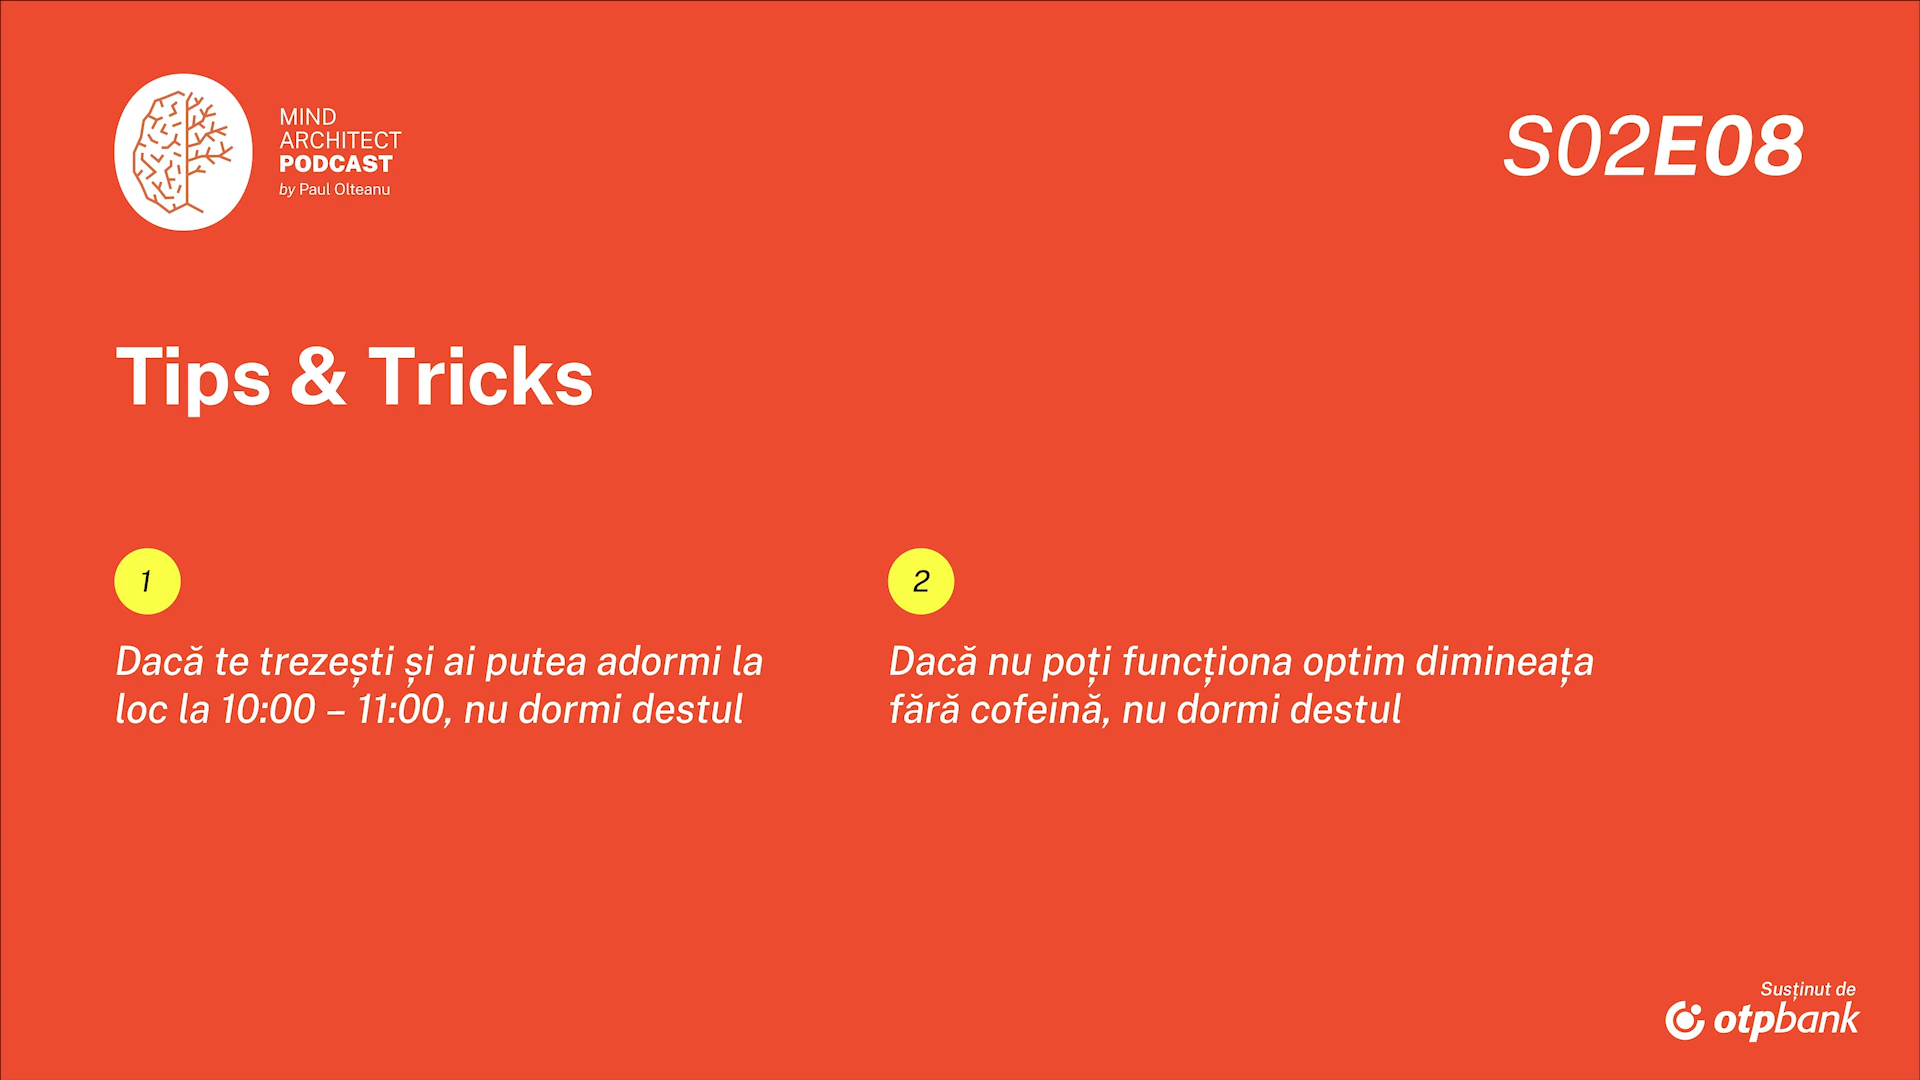 MIND
ARCHITECT
PODCAST
by Paul Olteanu
S02E08
Tips & Tricks
1
Dacă te trezești și ai putea adormi la
loc la 10:00 – 11:00, nu dormi destul
2
Dacă nu poți funcționa optim dimineața
fără cofeină, nu dormi destul
Susținut de
otpbank